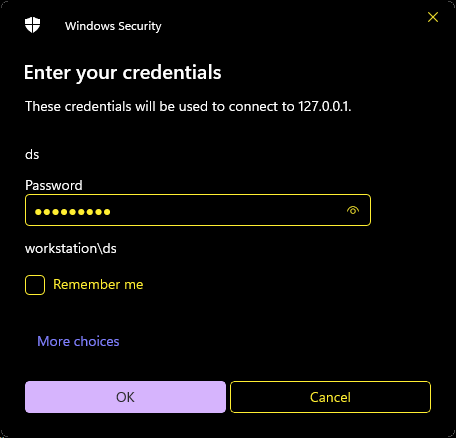 Windows Security
Enter your credentials
These credentials will be used to connect to 127.0.0.1.
ds
Password
●●●●●●●●●
workstation\ds
Remember me
More choices
OK
Cancel